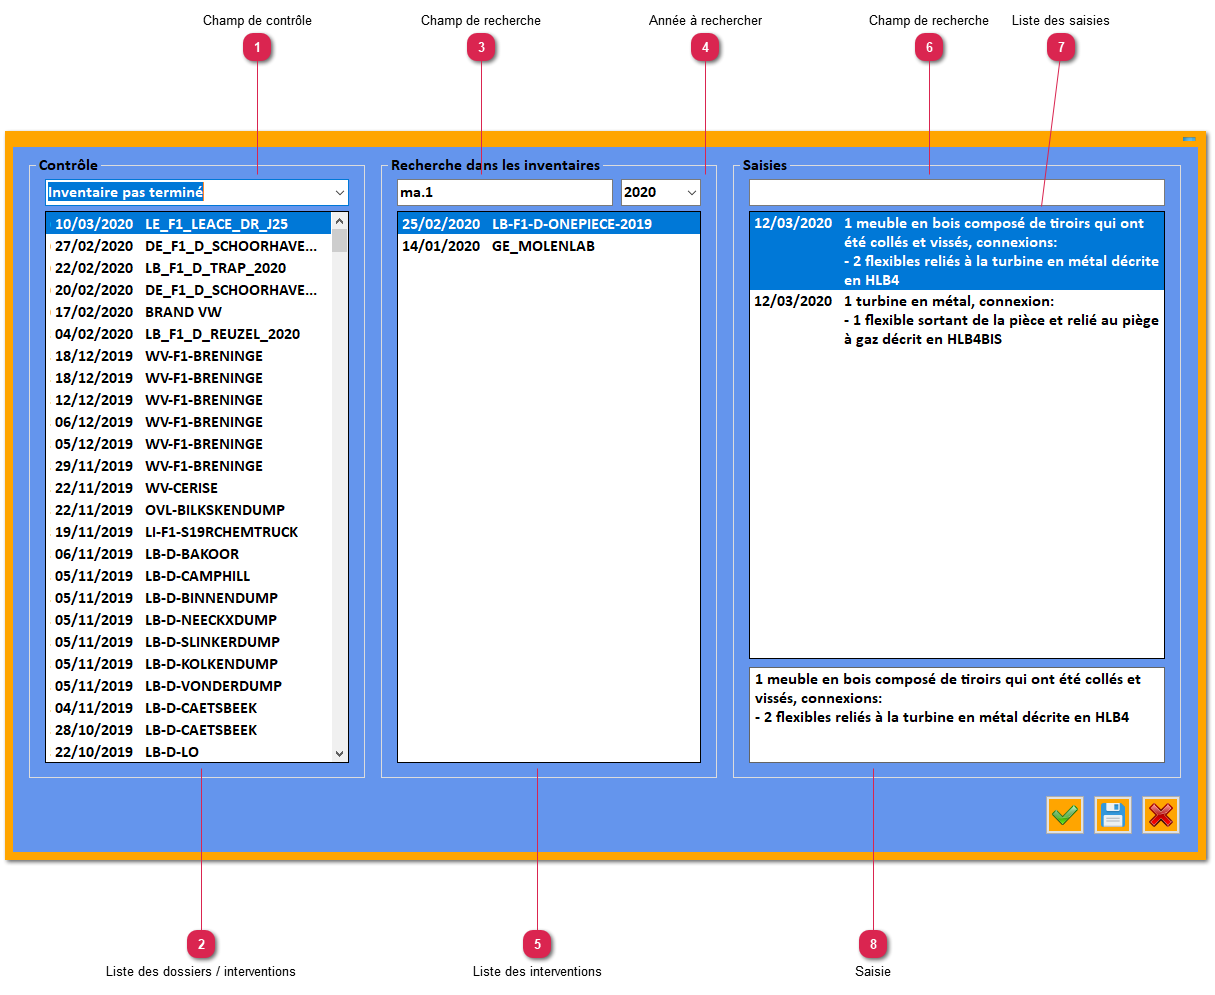 Champ de contrôle
Champ de recherche
Année à rechercher
Champ de recherche
Liste des saisies
1
3
4
6
7
Contrôle
Inventaire pas terminé
10/03/2020 LE_F1_LEACE_DR_J25
27/02/2020 DE_F1_D_SCHOORHAVE...
22/02/2020 LB_F1_D_TRAP_2020
20/02/2020 DE_F1_D_SCHOORHAVE...
17/02/2020 BRAND VW
04/02/2020 LB_F1_D_REUZEL_2020
18/12/2019 WV-F1-BRENINGE
18/12/2019 WV-F1-BRENINGE
12/12/2019 WV-F1-BRENINGE
06/12/2019 WV-F1-BRENINGE
05/12/2019 WV-F1-BRENINGE
29/11/2019 WV-F1-BRENINGE
22/11/2019 WV-CERISE
22/11/2019 OVL-BILKSKENDUMP
19/11/2019 LI-F1-S19RCHEMTRUCK
06/11/2019 LB-D-BAKOOR
05/11/2019 LB-D-CAMPHILL
05/11/2019 LB-D-BINNENDUMP
05/11/2019 LB-D-NEECKXDUMP
05/11/2019 LB-D-SLINKERDUMP
05/11/2019 LB-D-KOLKENDUMP
05/11/2019 LB-D-VONDERDUMP
04/11/2019 LB-D-CAETSBEEK
28/10/2019 LB-D-CAETSBEEK
22/10/2019 LB-D-LO
Recherche dans les inventaires
ma.1
2020
25/02/2020 LB-F1-D-ONEPIECE-2019
14/01/2020 GE_MOLENLAB
Saisies
12/03/2020 1 meuble en bois composé de tiroirs qui ont
été collés et vissés, connexions:
- 2 flexibles reliés à la turbine en métal décrite
en HLB4
12/03/2020 1 turbine en métal, connexion:
- 1 flexible sortant de la pièce et relié au piège
à gaz décrit en HLB4BIS
1 meuble en bois composé de tiroirs qui ont été collés et
vissés, connexions:
- 2 flexibles reliés à la turbine en métal décrite en HLB4
2
5
8
Liste des dossiers / interventions
Liste des interventions
Saisie